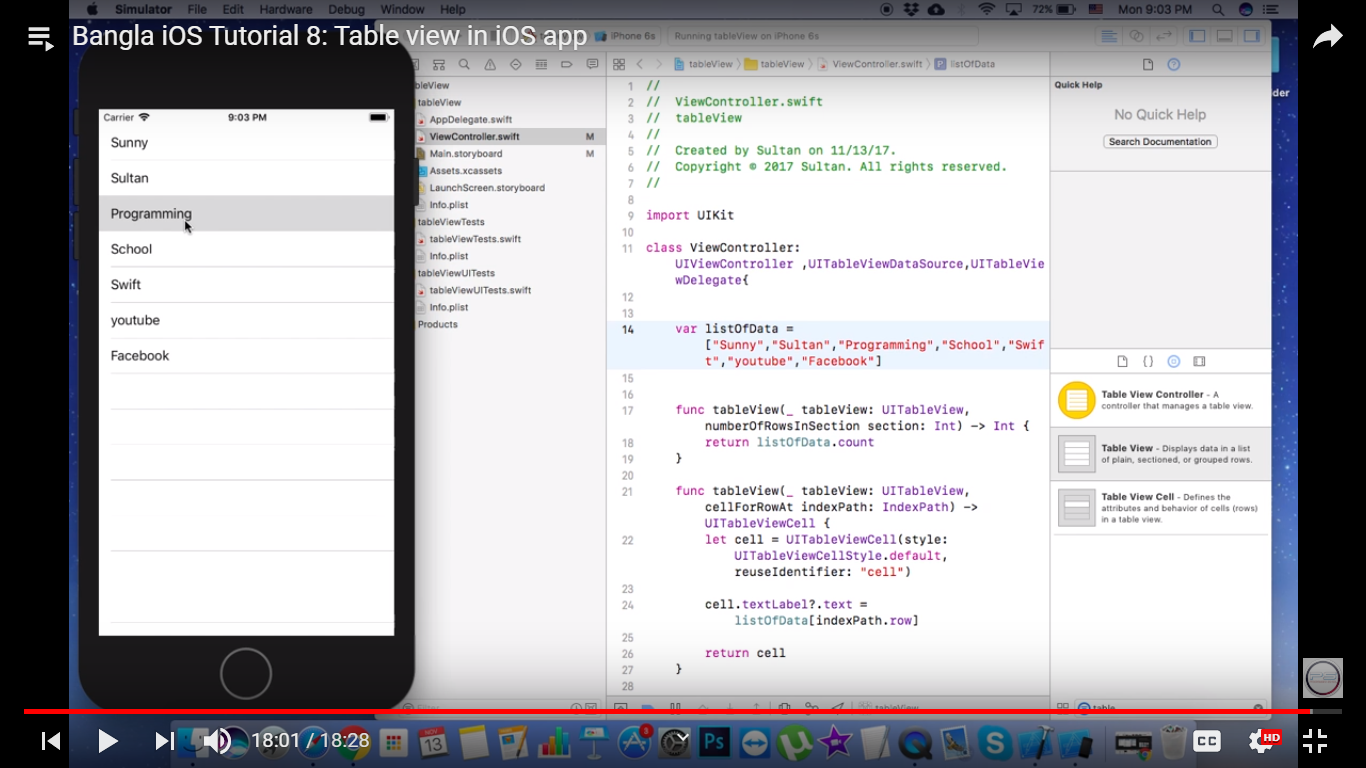 Simulator File Edit Hardware Debug Window Help
72% Mon 9:03 PM
Bangla iOS Tutorial 8: Table view in iOS app
iPhone 6s Running tableView on iPhone 6s
tableView tableView ViewController.swift listOfData
Carrier 9:03 PM
Sunny
Sultan
Programming
School
Swift
youtube
Facebook
bleView
tableView
AppDelegate.swift
ViewController.swift M
Main.storyboard M
Assets.xcassets
LaunchScreen.storyboard
Info.plist
tableViewTests
tableViewTests.swift
Info.plist
tableViewUITests
tableViewUITests.swift
Info.plist
Products
1 //
2 // ViewController.swift
3 // tableView
4 //
5 // Created by Sultan on 11/13/17.
6 // Copyright © 2017 Sultan. All rights reserved.
7 //
8
9 import UIKit
10
11 class ViewController:
UIViewController ,UITableViewDataSource,UITableVie
wDelegate{
12
13
14 var listOfData =
["Sunny","Sultan","Programming","School","Swif
t","youtube","Facebook"]
15
16
17 func tableView(_ tableView: UITableView,
numberOfRowsInSection section: Int) -> Int {
18 return listOfData.count
19 }
20
21 func tableView(_ tableView: UITableView,
cellForRowAt indexPath: IndexPath) ->
UITableViewCell {
22 let cell = UITableViewCell(style:
UITableViewCellStyle.default,
reuseIdentifier: "cell")
23
24 cell.textLabel?.text =
listOfData[indexPath.row]
25
26 return cell
27 }
28
Quick Help
No Quick Help
Search Documentation
der
Table View Controller - A
controller that manages a table view.
Table View - Displays data in a list
of plain, sectioned, or grouped rows.
Table View Cell - Defines the
attributes and behavior of cells (rows)
in a table view.
Filter
tableView
table
18:01 / 18:28
NOV
13
3
Ps
CC
HD